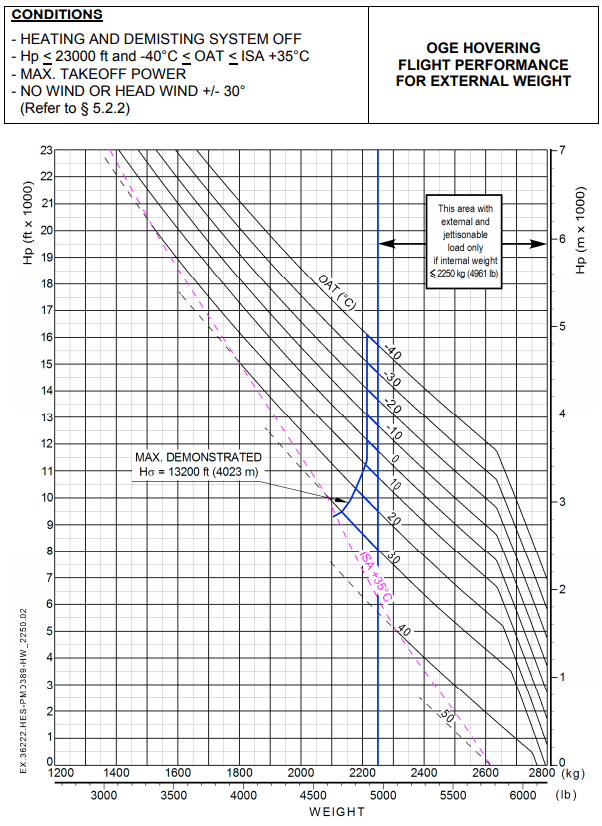 CONDITIONS
- HEATING AND DEMISTING SYSTEM OFF
- Hp ≤ 23000 ft and -40°C ≤ OAT ≤ ISA +35°C
- MAX. TAKEOFF POWER
- NO WIND OR HEAD WIND +/- 30°
(Refer to § 5.2.2)
OGE HOVERING
FLIGHT PERFORMANCE
FOR EXTERNAL WEIGHT
Hp (ft x 1000)
23
22
21
20
19
18
17
16
15
14
13
12
11
10
9
8
7
6
5
4
3
2
1
0
Hp (m x 1000)
7
6
5
4
3
2
1
0
This area with
external and
jettisonable
load only
if internal weight
≤ 2250 kg (4961 lb)
OAT (°C)
-40
-30
-20
-10
0
10
20
30
40
50
MAX. DEMONSTRATED
Hσ = 13200 ft (4023 m)
ISA +35°C
EX.36222.HES-PMD389-HW_2250.02
1200 1400 1600 1800 2000 2200 2400 2600 2800 (kg)
3000 3500 4000 4500 5000 5500 6000 (lb)
WEIGHT